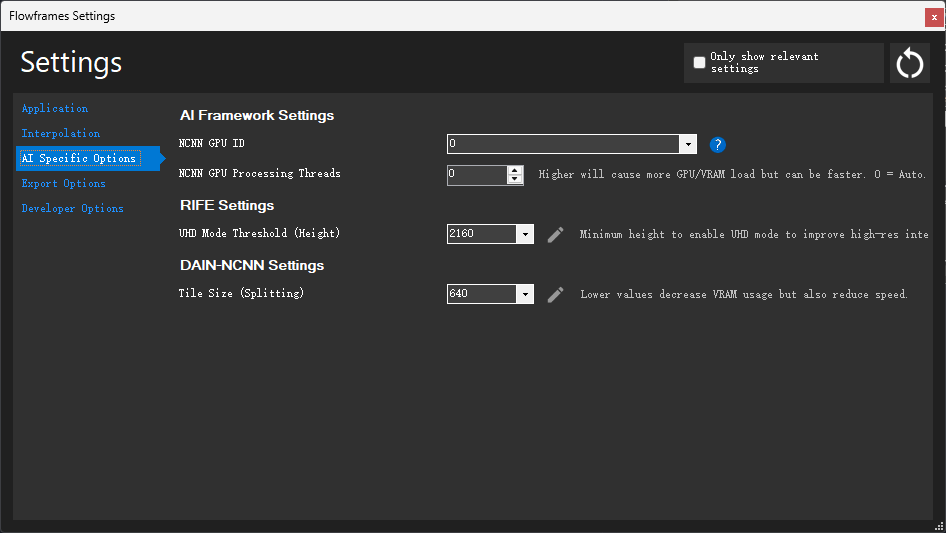 Flowframes Settings
x
Settings
Only show relevant
settings
Application
Interpolation
AI Specific Options
Export Options
Developer Options
AI Framework Settings
NCNN GPU ID
0
?
NCNN GPU Processing Threads
0
Higher will cause more GPU/VRAM load but can be faster. 0 = Auto.
RIFE Settings
UHD Mode Threshold (Height)
2160
Minimum height to enable UHD mode to improve high-res inte
DAIN-NCNN Settings
Tile Size (Splitting)
640
Lower values decrease VRAM usage but also reduce speed.